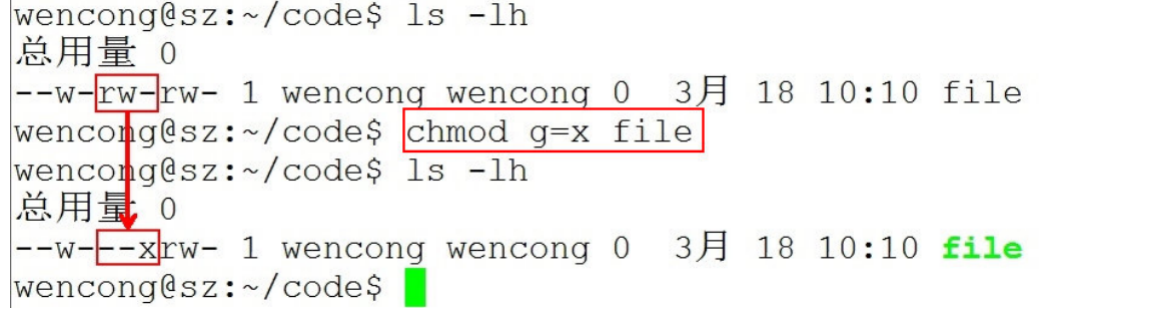 wencong@sz:~/code$ ls -lh
总用量 0
--w-rw-rw- 1 wencong wencong 0  3月 18 10:10 file
wencong@sz:~/code$ chmod g=x file
wencong@sz:~/code$ ls -lh
总用量 0
--w---xrw- 1 wencong wencong 0  3月 18 10:10 file
wencong@sz:~/code$